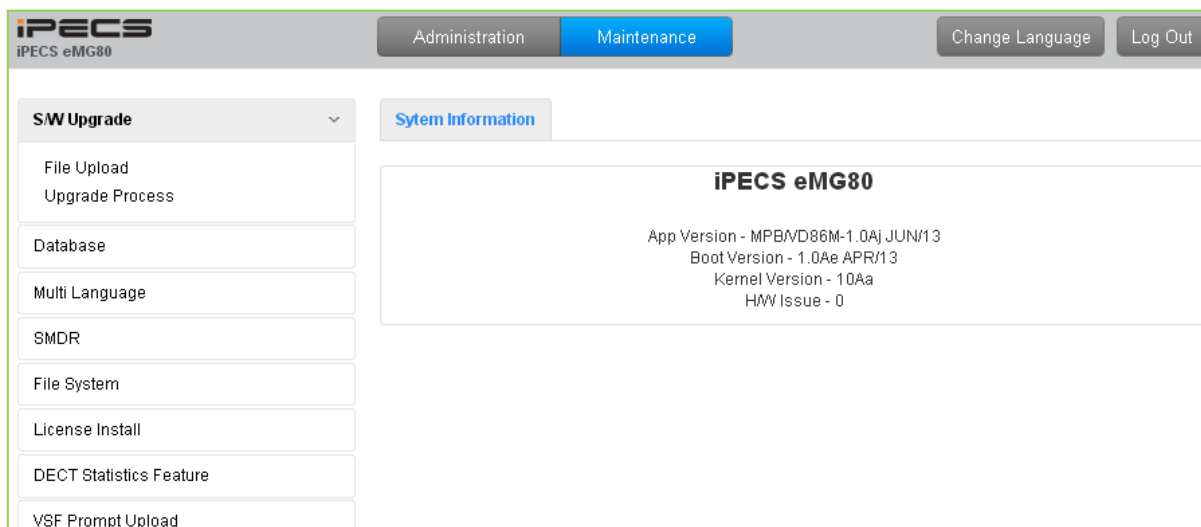 iPECS
iPECS eMG80
Administration
Maintenance
Change Language
Log Out
S/W Upgrade
File Upload
Upgrade Process
Database
Multi Language
SMDR
File System
License Install
DECT Statistics Feature
VSF Prompt Upload
Sytem Information
iPECS eMG80
App Version - MPB/VD86M-1.0Aj JUN/13
Boot Version - 1.0Ae APR/13
Kernel Version - 10Aa
H/W Issue - 0